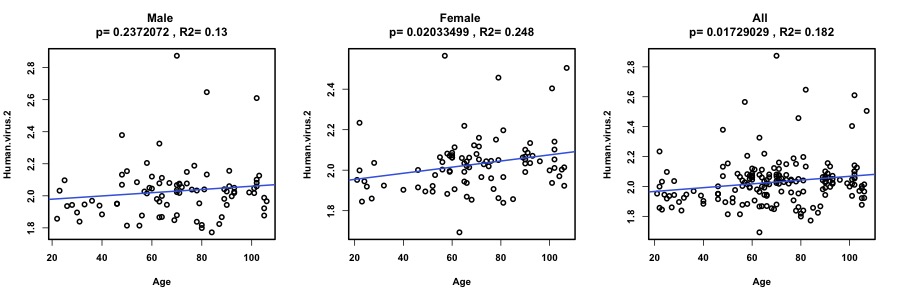 Male
p= 0.2372072 , R2= 0.13
Human.virus.2
2.8
2.6
2.4
2.2
2.0
1.8
20 40 60 80 100
Age
Female
p= 0.02033499 , R2= 0.248
Human.virus.2
2.4
2.2
2.0
1.8
20 40 60 80 100
Age
All
p= 0.01729029 , R2= 0.182
Human.virus.2
2.8
2.6
2.4
2.2
2.0
1.8
20 40 60 80 100
Age